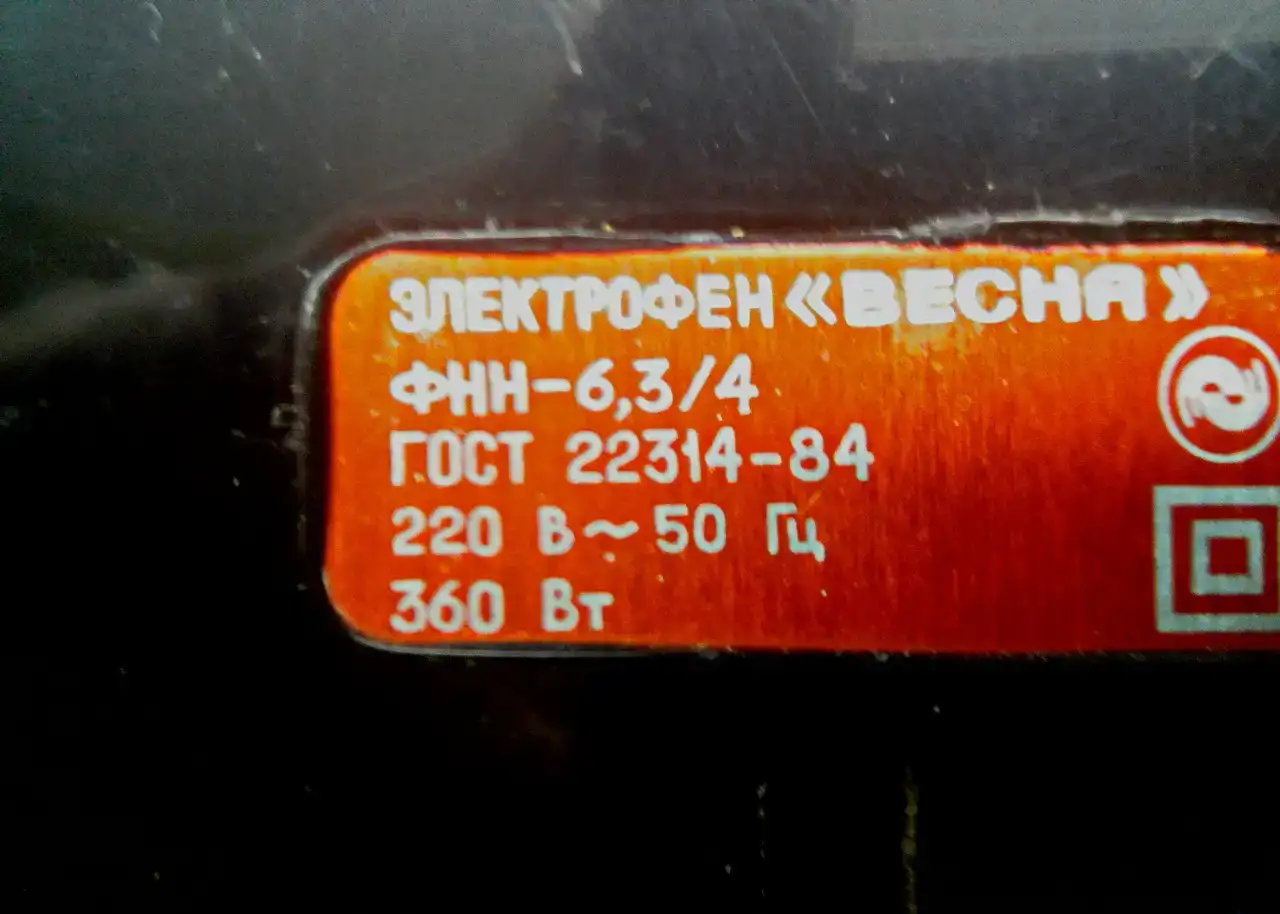 ЭЛЕКТРОФЕН «ВЕСНА»
ФНН-6,3/4
ГОСТ 22314-84
220 В ~ 50 Гц
360 Вт